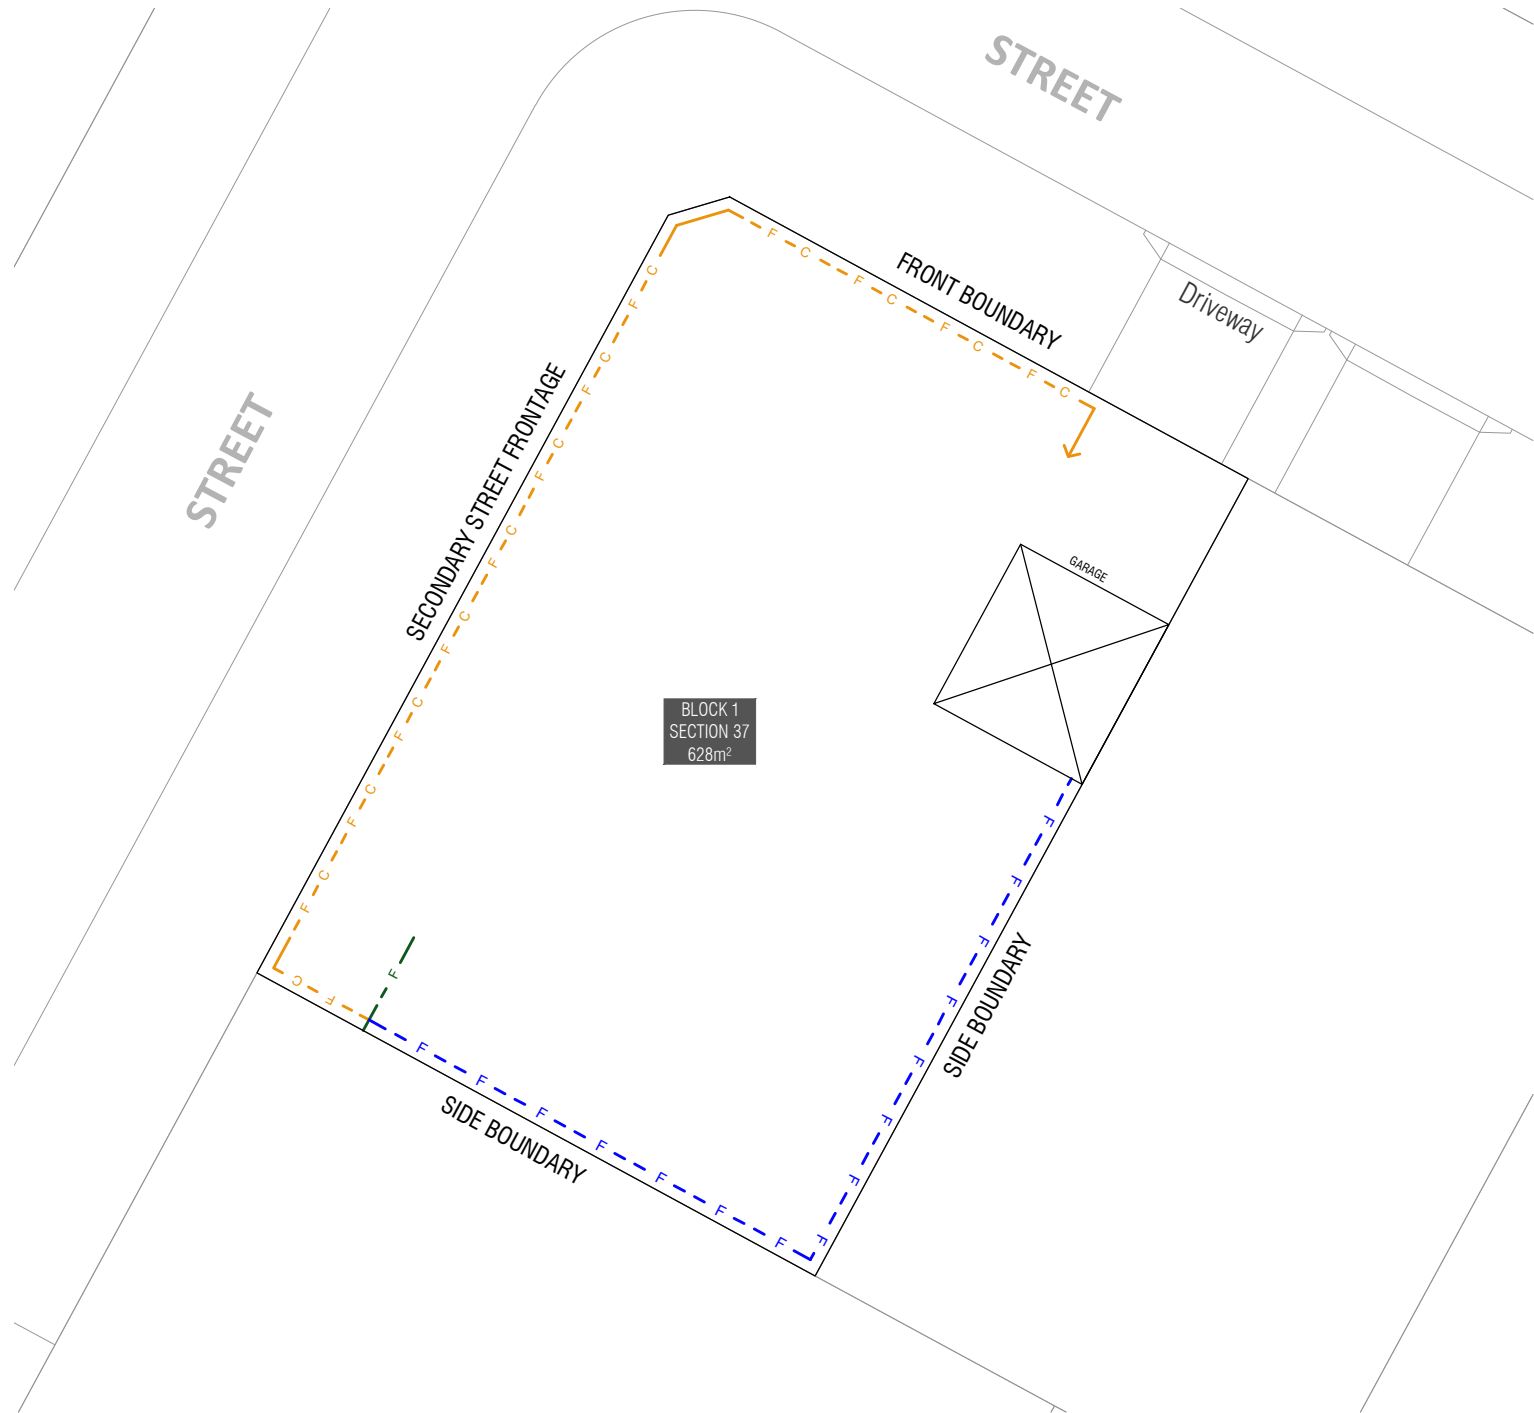 STREET
Driveway
FRONT BOUNDARY
F C F C F C F C
STREET
SECONDARY STREET FRONTAGE
C F C F C F C F C F C F C F C F
GARAGE
BLOCK 1
SECTION 37
628m²
F
C F
F F F F F F F
F F F F F F F F
SIDE BOUNDARY
SIDE BOUNDARY